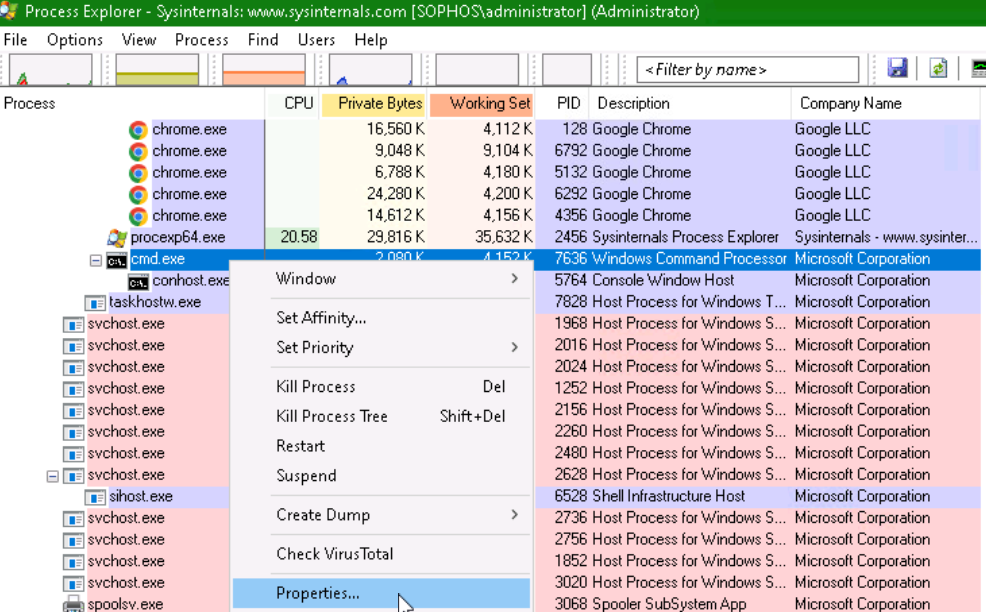 Process Explorer - Sysinternals: www.sysinternals.com [SOPHOS\administrator] (Administrator)
File Options View Process Find Users Help
<Filter by name>
Process CPU Private Bytes Working Set PID Description Company Name
chrome.exe 16,560 K 4,112 K 128 Google Chrome Google LLC
chrome.exe 9,048 K 9,104 K 6792 Google Chrome Google LLC
chrome.exe 6,788 K 4,180 K 5132 Google Chrome Google LLC
chrome.exe 24,280 K 4,200 K 6292 Google Chrome Google LLC
chrome.exe 14,612 K 4,156 K 4356 Google Chrome Google LLC
procexp64.exe 20.58 29,816 K 35,632 K 2456 Sysinternals Process Explorer Sysinternals - www.sysinter...
cmd.exe 2,080 K 4,152 K 7636 Windows Command Processor Microsoft Corporation
conhost.exe 5764 Console Window Host Microsoft Corporation
taskhostw.exe 7828 Host Process for Windows T... Microsoft Corporation
svchost.exe 1968 Host Process for Windows S... Microsoft Corporation
svchost.exe 2016 Host Process for Windows S... Microsoft Corporation
svchost.exe 2024 Host Process for Windows S... Microsoft Corporation
svchost.exe 1252 Host Process for Windows S... Microsoft Corporation
svchost.exe 2156 Host Process for Windows S... Microsoft Corporation
svchost.exe 2260 Host Process for Windows S... Microsoft Corporation
svchost.exe 2480 Host Process for Windows S... Microsoft Corporation
svchost.exe 2628 Host Process for Windows S... Microsoft Corporation
sihost.exe 6528 Shell Infrastructure Host Microsoft Corporation
svchost.exe 2736 Host Process for Windows S... Microsoft Corporation
svchost.exe 2756 Host Process for Windows S... Microsoft Corporation
svchost.exe 1852 Host Process for Windows S... Microsoft Corporation
svchost.exe 3020 Host Process for Windows S... Microsoft Corporation
spoolsv.exe 3068 Spooler SubSystem App Microsoft Corporation
Window
Set Affinity...
Set Priority
Kill Process Del
Kill Process Tree Shift+Del
Restart
Suspend
Create Dump
Check VirusTotal
Properties...